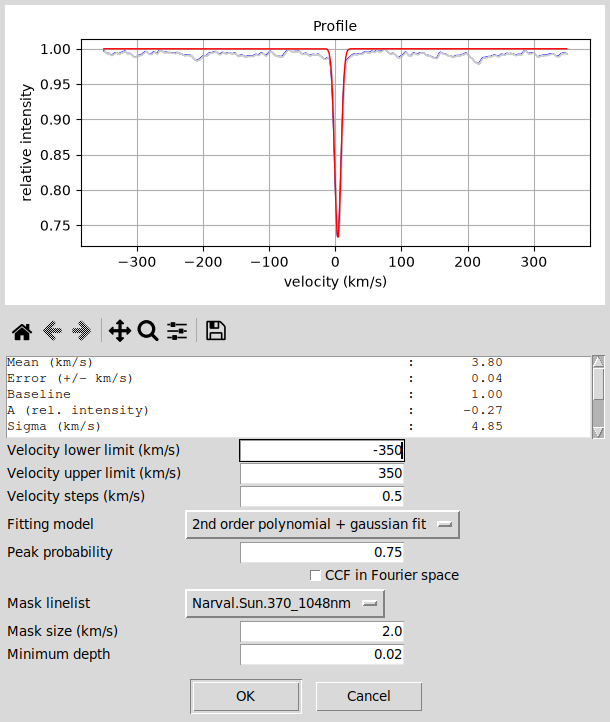 Profile
1.00
0.95
0.90
0.85
0.80
0.75
relative intensity
−300 −200 −100 0 100 200 300
velocity (km/s)
Mean (km/s) : 3.80
Error (+/- km/s) : 0.04
Baseline : 1.00
A (rel. intensity) : -0.27
Sigma (km/s) : 4.85
Velocity lower limit (km/s) -350
Velocity upper limit (km/s) 350
Velocity steps (km/s) 0.5
Fitting model 2nd order polynomial + gaussian fit
Peak probability 0.75
CCF in Fourier space
Mask linelist Narval.Sun.370_1048nm
Mask size (km/s) 2.0
Minimum depth 0.02
OK Cancel